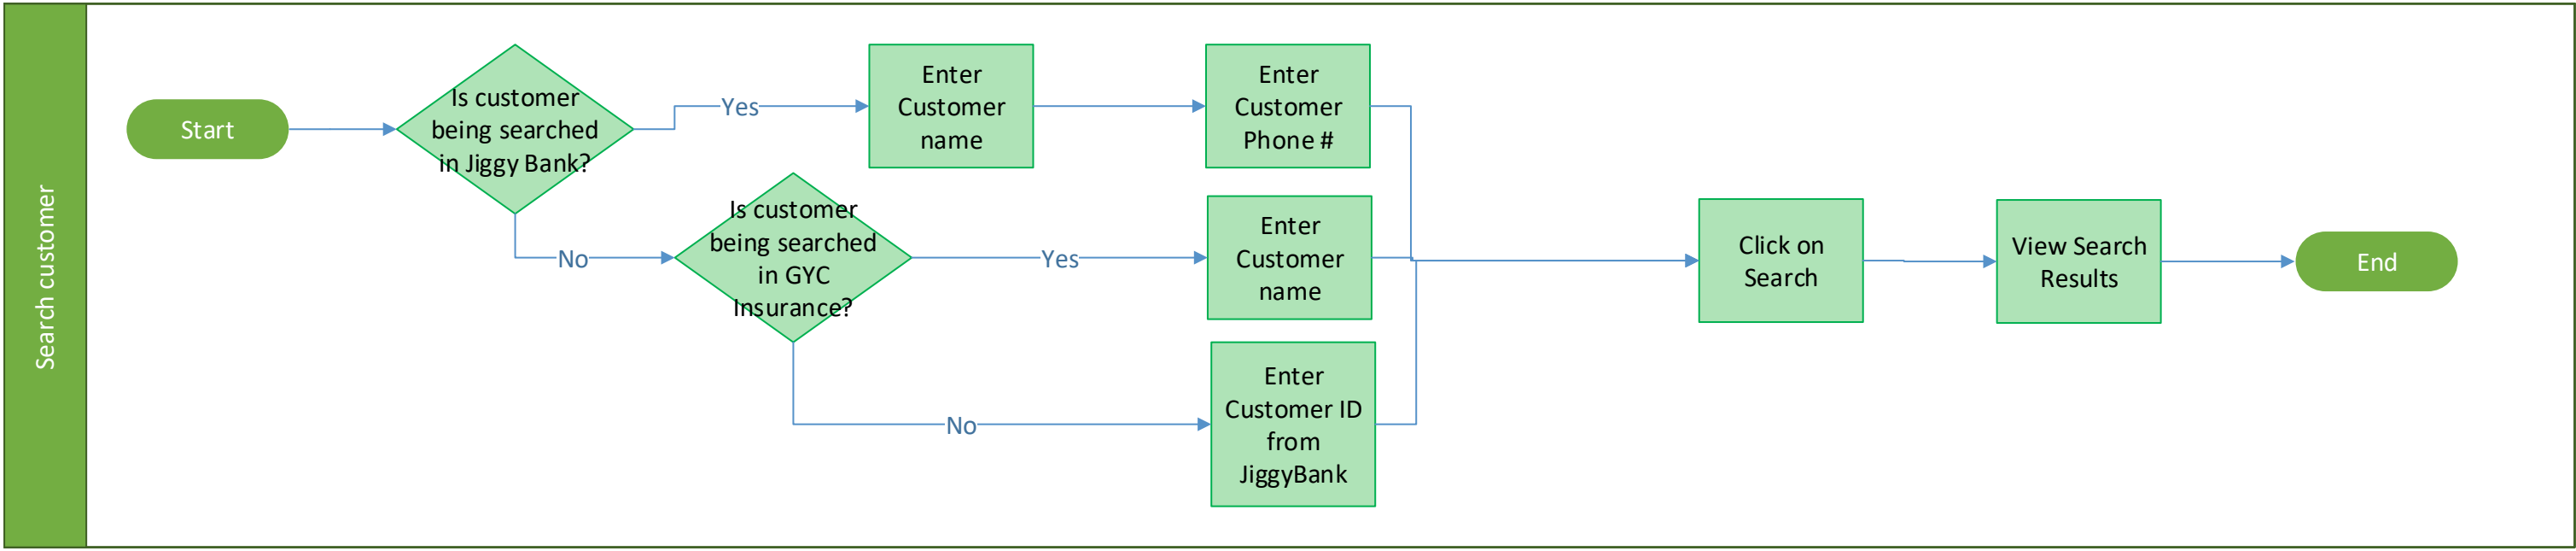 Search customer
Start
Is customer
being searched
in Jiggy Bank?
Yes
Enter
Customer
name
Enter
Customer
Phone #
No
Is customer
being searched
in GYC
Insurance?
Yes
Enter
Customer
name
No
Enter
Customer ID
from
JiggyBank
Click on
Search
View Search
Results
End